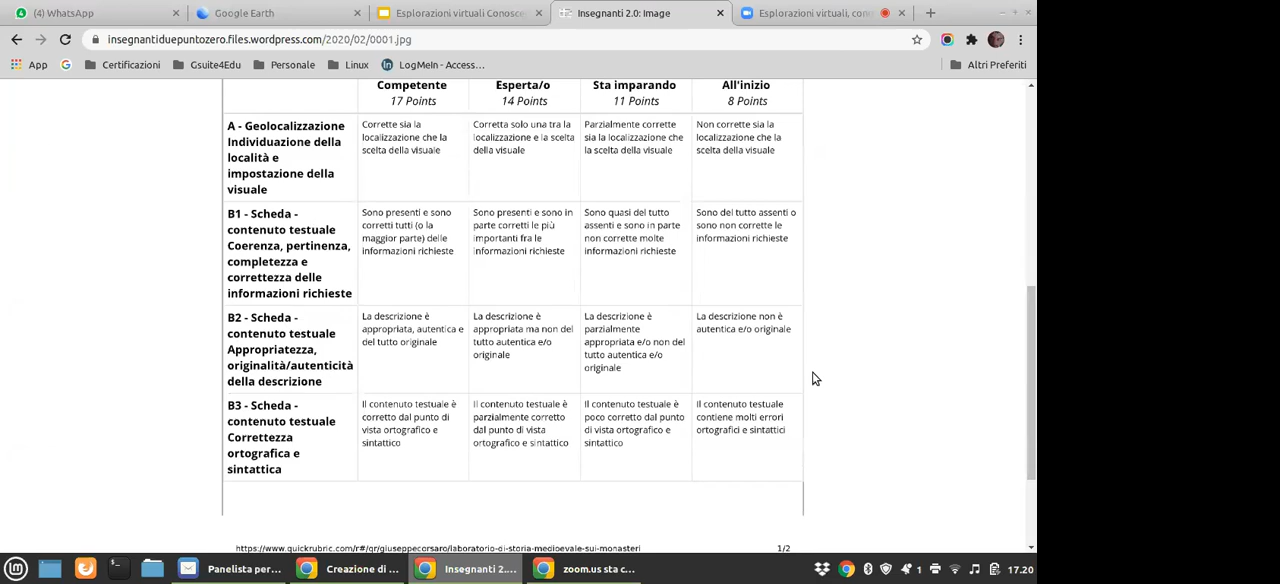 (4) WhatsApp
Google Earth
Esplorazioni virtuali Conosce
Insegnanti 2.0: Image
Esplorazioni virtuali, con
insegnantiduepuntozero.files.wordpress.com/2020/02/0001.jpg
App
Certificazioni
Gsuite4Edu
Personale
Linux
LogMeIn - Access...
Altri Preferiti
Competente
17 Points
Esperta/o
14 Points
Sta imparando
11 Points
All'inizio
8 Points
A - Geolocalizzazione
Individuazione della
località e
impostazione della
visuale
Corrette sia la
localizzazione che la
scelta della visuale
Corretta solo una tra la
localizzazione e la scelta
della visuale
Parzialmente corrette
sia la localizzazione che
la scelta della visuale
Non corrette sia la
localizzazione che la
scelta della visuale
B1 - Scheda -
contenuto testuale
Coerenza, pertinenza,
completezza e
correttezza delle
informazioni richieste
Sono presenti e sono
corretti tutti (o la
maggior parte) delle
informazioni richieste
Sono presenti e sono in
parte corretti le più
importanti fra le
informazioni richieste
Sono quasi del tutto
assenti e sono in parte
non corrette molte
informazioni richieste
Sono del tutto assenti o
sono non corrette le
informazioni richieste
B2 - Scheda -
contenuto testuale
Appropriatezza,
originalità/autenticità
della descrizione
La descrizione è
appropriata, autentica e
del tutto originale
La descrizione è
appropriata ma non del
tutto autentica e/o
originale
La descrizione è
parzialmente
appropriata e/o non del
tutto autentica e/o
originale
La descrizione non è
autentica e/o originale
B3 - Scheda -
contenuto testuale
Correttezza
ortografica e
sintattica
Il contenuto testuale è
corretto dal punto di
vista ortografico e
sintattico
Il contenuto testuale è
parzialmente corretto
dal punto di vista
ortografico e sintattico
Il contenuto testuale è
poco corretto dal punto
di vista ortografico e
sintattico
Il contenuto testuale
contiene molti errori
ortografici e sintattici
https://www.quickrubric.com/r#/qr/giuseppecorsaro/laboratorio-di-storia-medioevale-sui-monasteri
1/2
Panelista per...
Creazione di ...
Insegnanti 2....
zoom.us sta c...
1
17.20